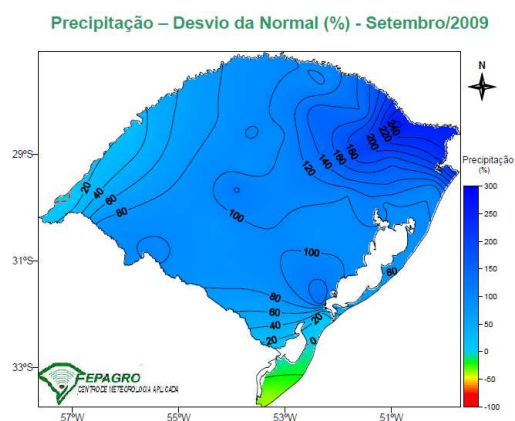 Precipitação – Desvio da Normal (%) - Setembro/2009
N
29°S
31°S
33°S
57°W
55°W
53°W
51°W
20
40
60
80
100
120
140
160
180
200
220
240
100
80
60
40
20
20
0
80
Precipitação
(%)
300
250
200
150
100
50
0
-50
-100
FEPAGRO
CENTRO DE METEOROLOGIA APLICADA